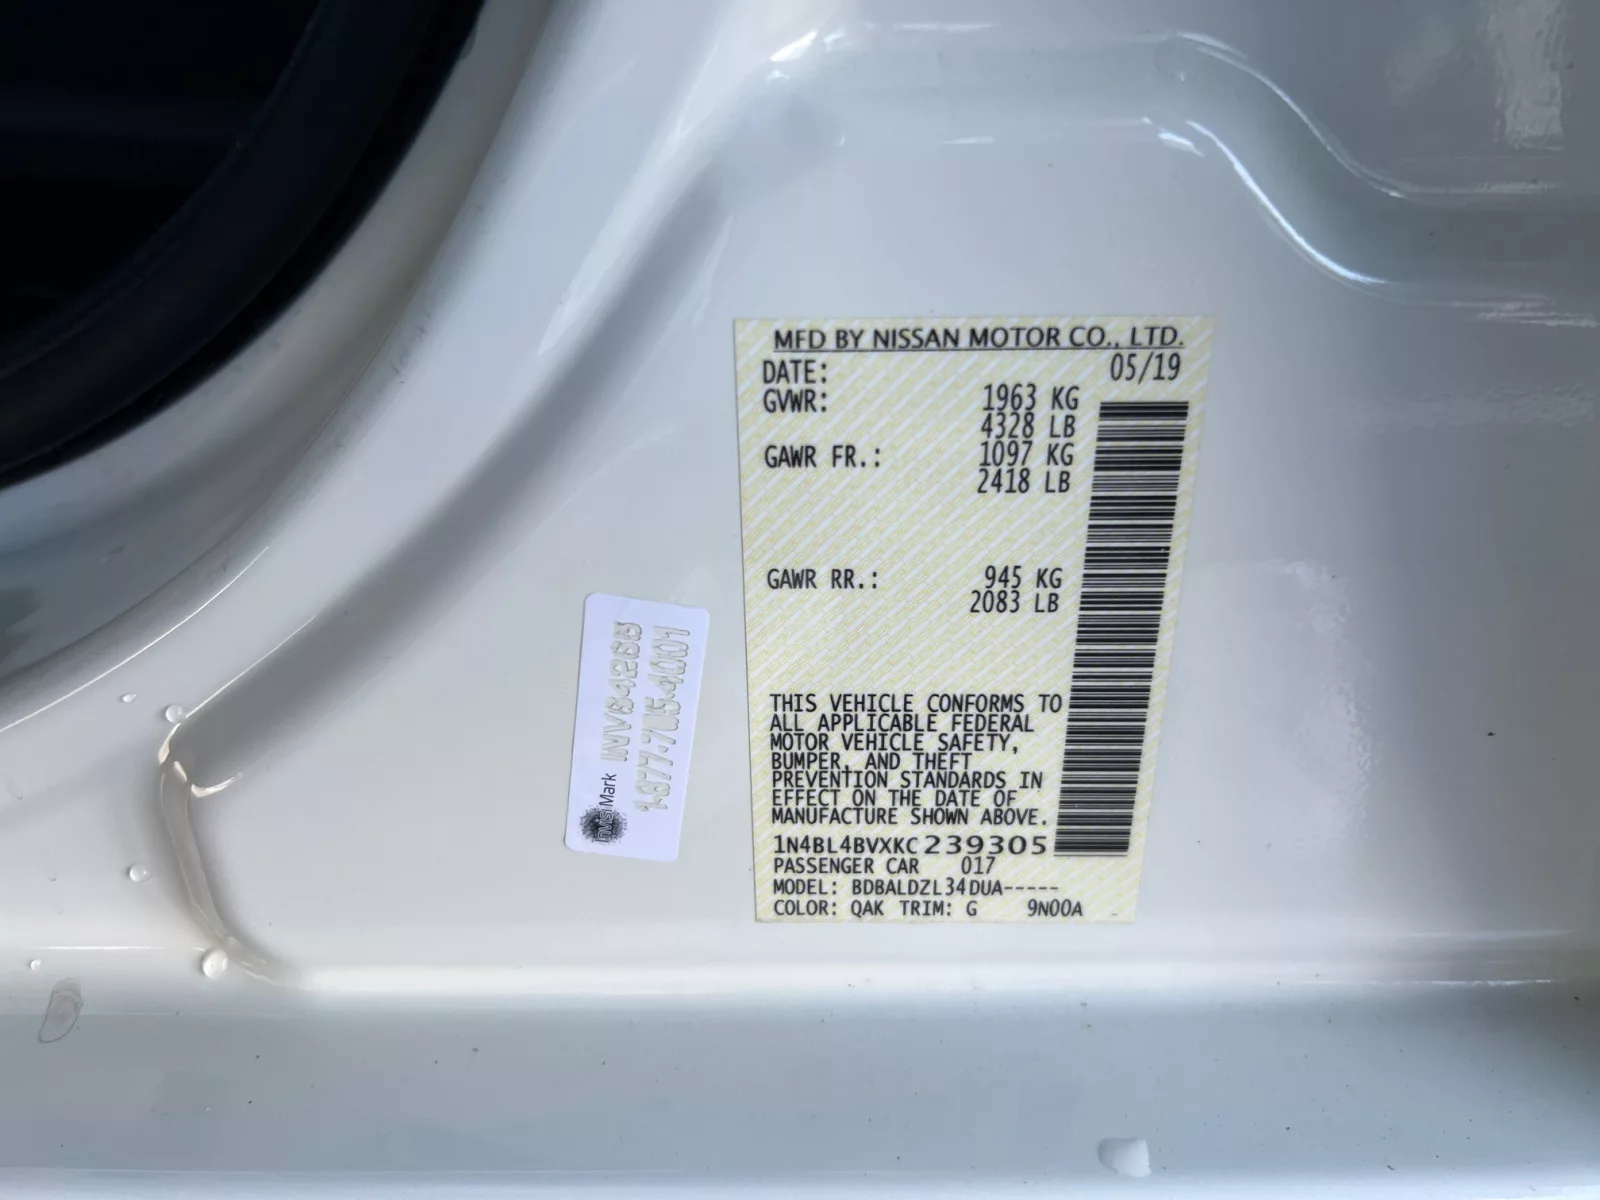 MFD BY NISSAN MOTOR CO., LTD.
DATE: 05/19
GVWR: 1963 KG
4328 LB
GAWR FR.: 1097 KG
2418 LB
GAWR RR.: 945 KG
2083 LB
THIS VEHICLE CONFORMS TO
ALL APPLICABLE FEDERAL
MOTOR VEHICLE SAFETY,
BUMPER, AND THEFT
PREVENTION STANDARDS IN
EFFECT ON THE DATE OF
MANUFACTURE SHOWN ABOVE.
1N4BL4BVXKC239305
PASSENGER CAR 017
MODEL: BDBALDZL34DUA-----
COLOR: QAK TRIM: G 9N00A
InvisiMark